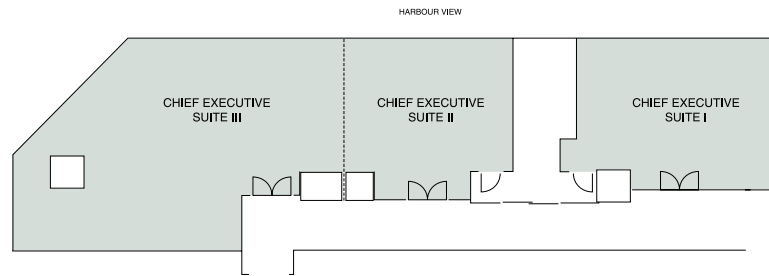 HARBOUR VIEW
CHIEF EXECUTIVE
SUITE III
CHIEF EXECUTIVE
SUITE II
CHIEF EXECUTIVE
SUITE I